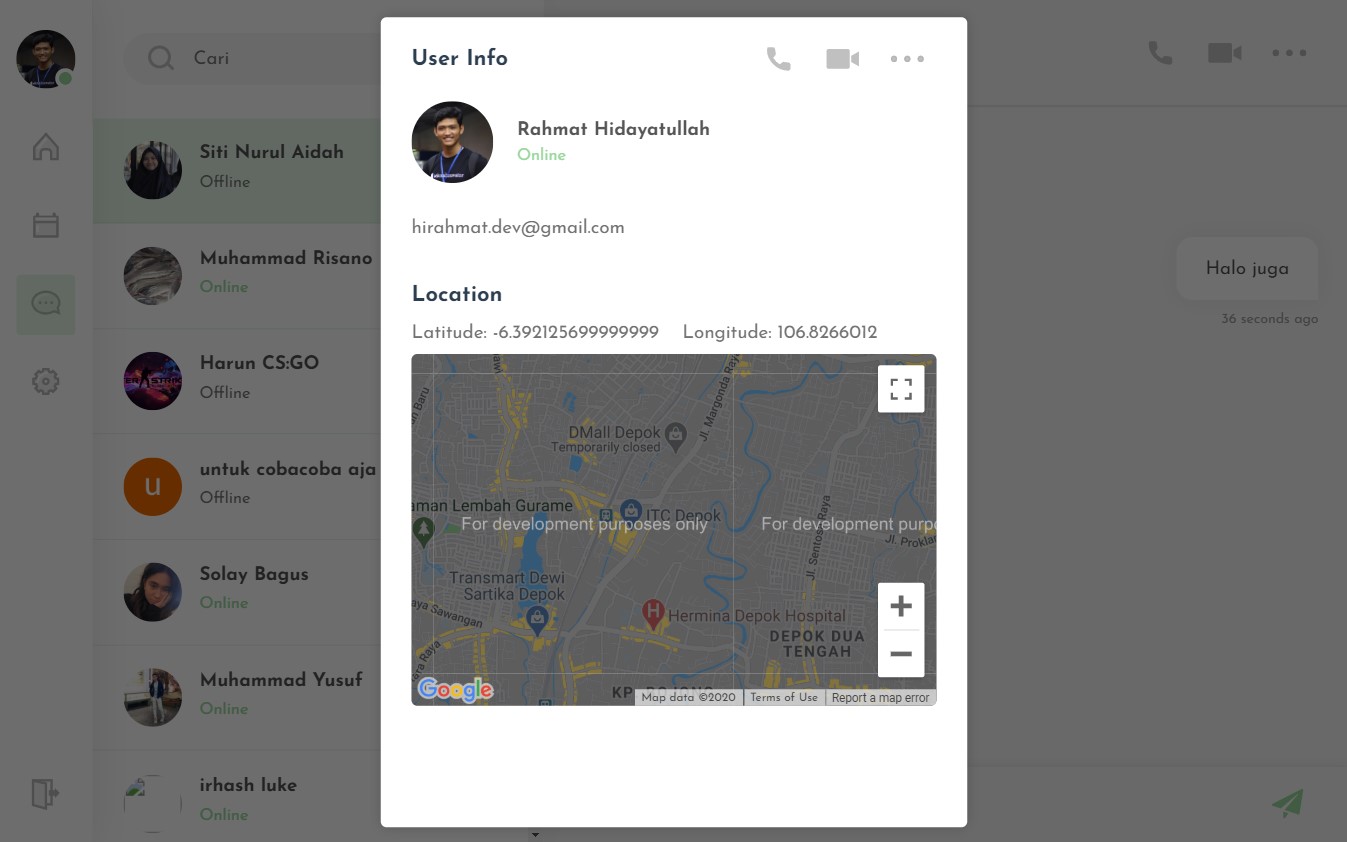 Cari
Siti Nurul Aidah
Offline
Muhammad Risano
Online
Harun CS:GO
Offline
u
untuk cobacoba aja
Offline
Solay Bagus
Online
Muhammad Yusuf
Online
irhash luke
Online
User Info
Rahmat Hidayatullah
Online
hirahmat.dev@gmail.com
Location
Latitude: -6.392125699999999 Longitude: 106.8266012
Jl. Margonda Raya
DMall Depok
Temporarily closed
aman Lembah Gurame
ITC Depok
For development purposes only
For development purpo
Jl. Sentosa Raya
Jl. Proklam
Transmart Dewi
Sartika Depok
aya Sawangan
H
Hermina Depok Hospital
DEPOK DUA
TENGAH
Google
Map data ©2020
Terms of Use
Report a map error
Halo juga
36 seconds ago